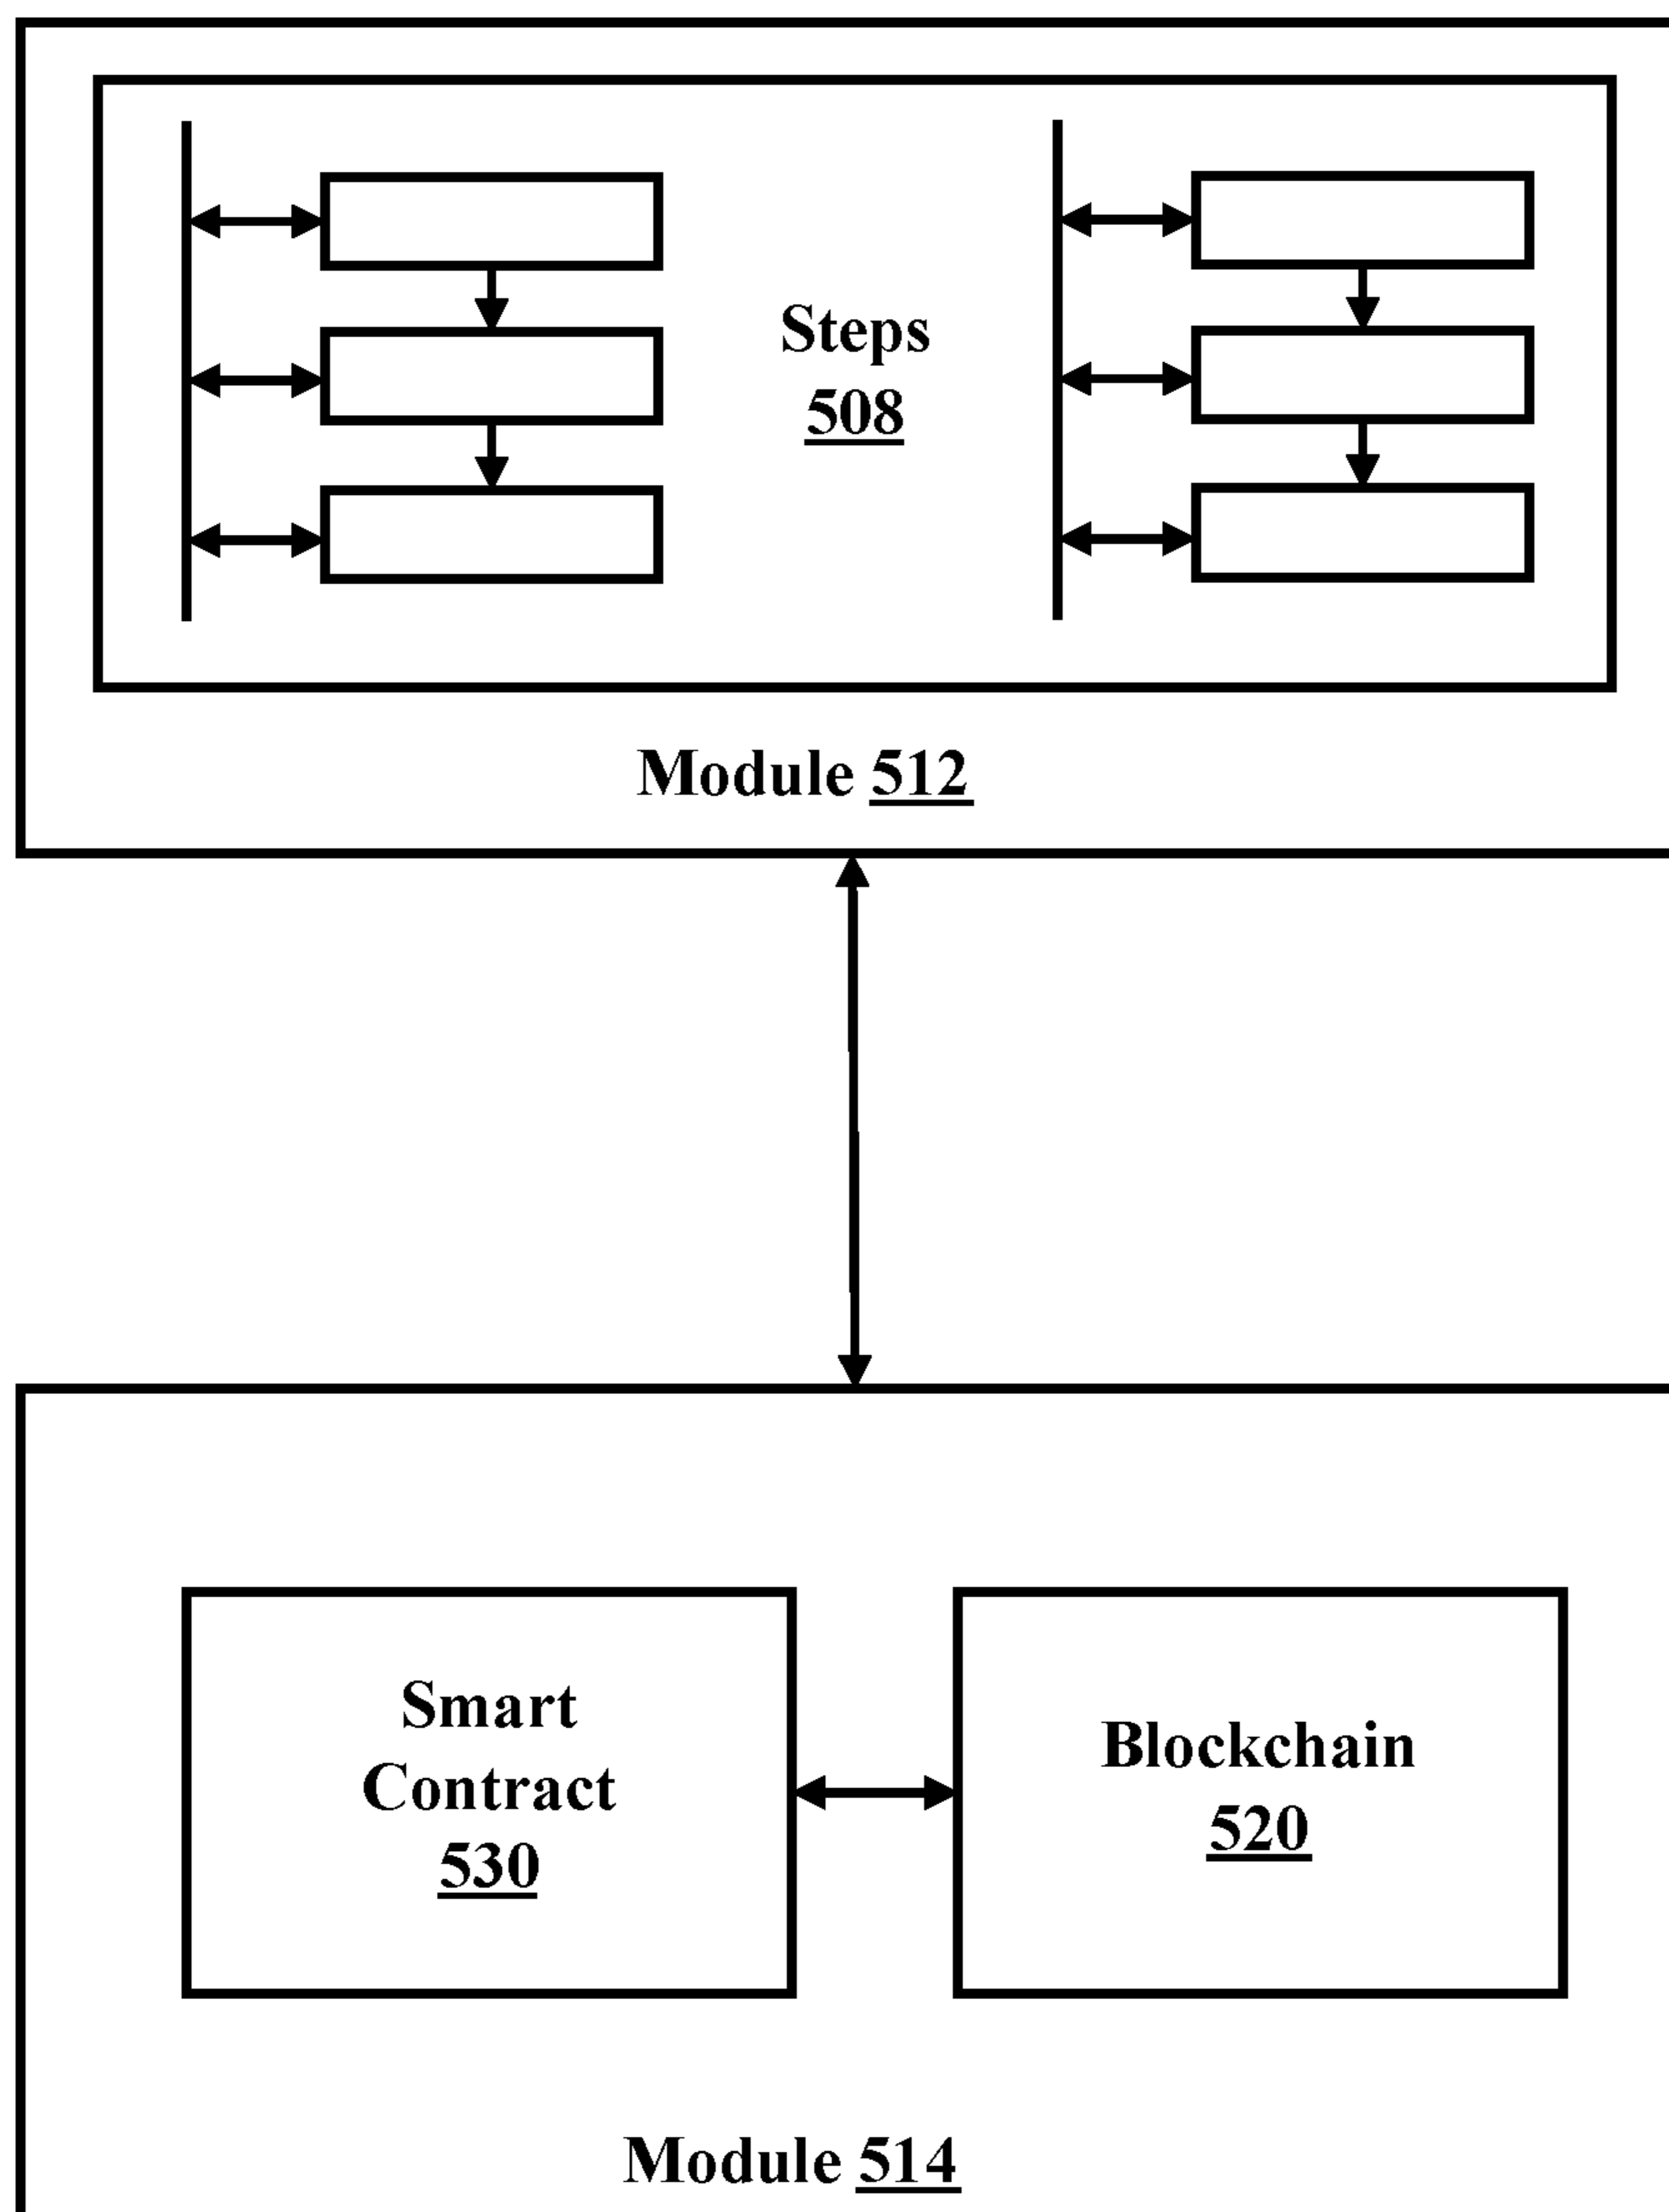 Steps
508
Module 512
Smart
Contract
530
Blockchain
520
Module 514